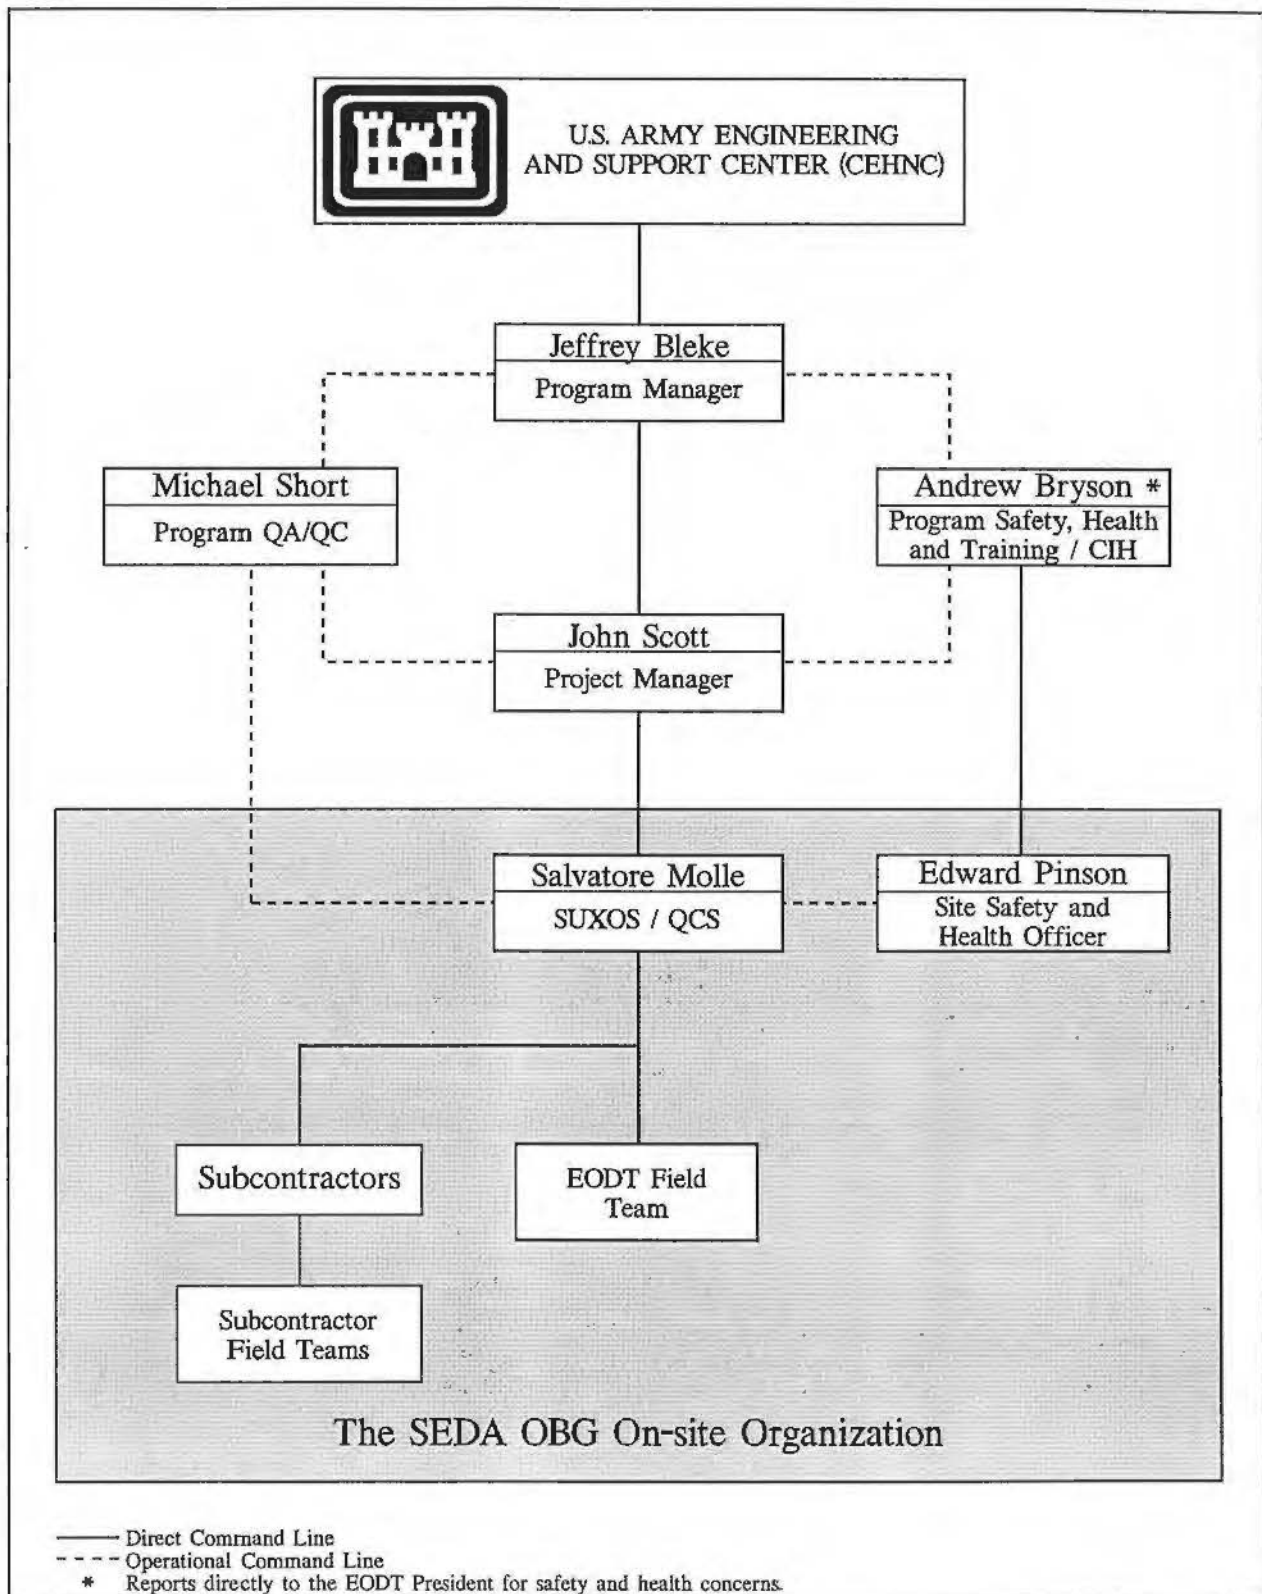 U.S. ARMY ENGINEERING
AND SUPPORT CENTER (CEHNC)
Jeffrey Bleke
Program Manager
Michael Short
Program QA/QC
Andrew Bryson *
Program Safety, Health
and Training / CIH
John Scott
Project Manager
Salvatore Molle
SUXOS / QCS
Edward Pinson
Site Safety and
Health Officer
Subcontractors
EODT Field
Team
Subcontractor
Field Teams
The SEDA OBG On-site Organization
Direct Command Line
Operational Command Line
* Reports directly to the EODT President for safety and health concerns.